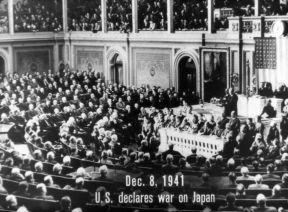 Dec. 8, 1941
U.S. declares war on Japan